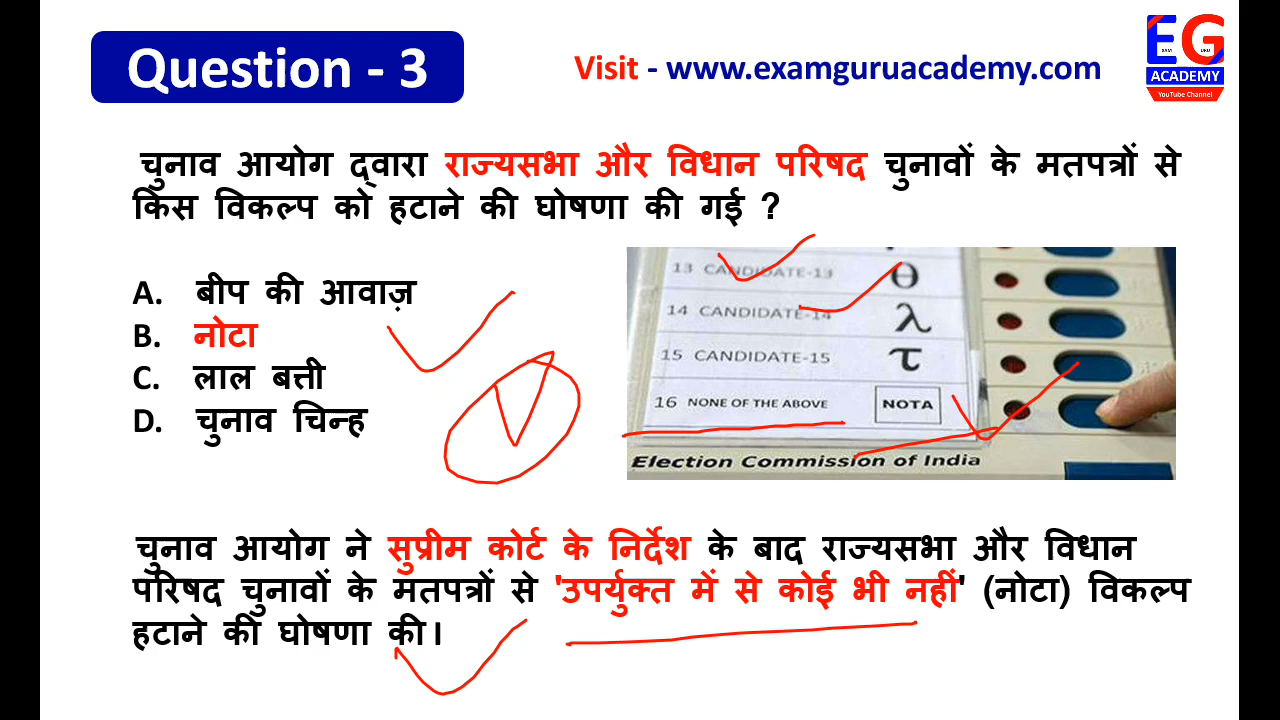 Question - 3
Visit - www.examguruacademy.com
EG
EXAM GURU
ACADEMY
YouTube Channel
चुनाव आयोग द्वारा राज्यसभा और विधान परिषद चुनावों के मतपत्रों से
किस विकल्प को हटाने की घोषणा की गई ?
A. बीप की आवाज़
B. नोटा
C. लाल बत्ती
D. चुनाव चिन्ह
13 CANDIDATE-13 θ
14 CANDIDATE-14 λ
15 CANDIDATE-15 τ
16 NONE OF THE ABOVE NOTA
Election Commission of India
चुनाव आयोग ने सुप्रीम कोर्ट के निर्देश के बाद राज्यसभा और विधान
परिषद चुनावों के मतपत्रों से 'उपर्युक्त में से कोई भी नहीं' (नोटा) विकल्प
हटाने की घोषणा की।